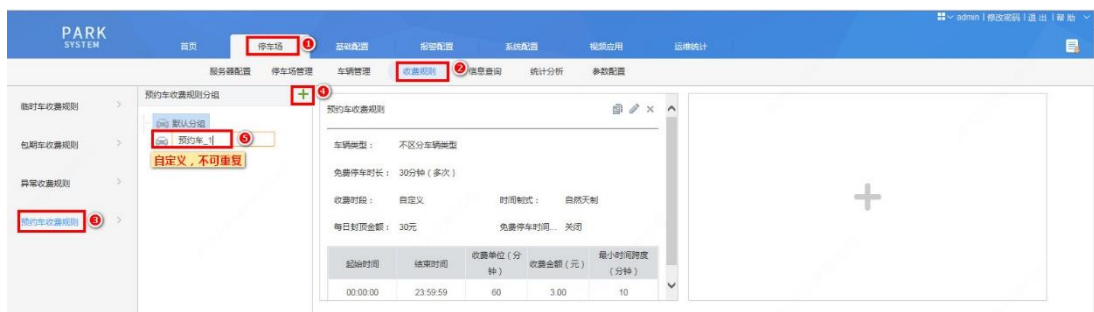 admin | 修改密码 | 退出 | 帮助
PARK
SYSTEM
首页 停车场 1 基础配置 报警配置 系统配置 视频应用 运维统计
服务器配置 停车场管理 车辆管理 收费规则 2 信息查询 统计分析 参数配置
临时车收费规则
包期车收费规则
异常收费规则
预约车收费规则 3
预约车收费规则分组 4
默认分组
预约车_1 5
自定义，不可重复
预约车收费规则
车辆类型： 不区分车辆类型
免费停车时长： 30分钟（多次）
收费时段： 自定义 时间制式： 自然天制
每日封顶金额： 30元 免费停车时间... 关闭
起始时间 结束时间 收费单位（分钟） 收费金额（元） 最小时间跨度（分钟）
00:00:00 23:59:59 60 3.00 10